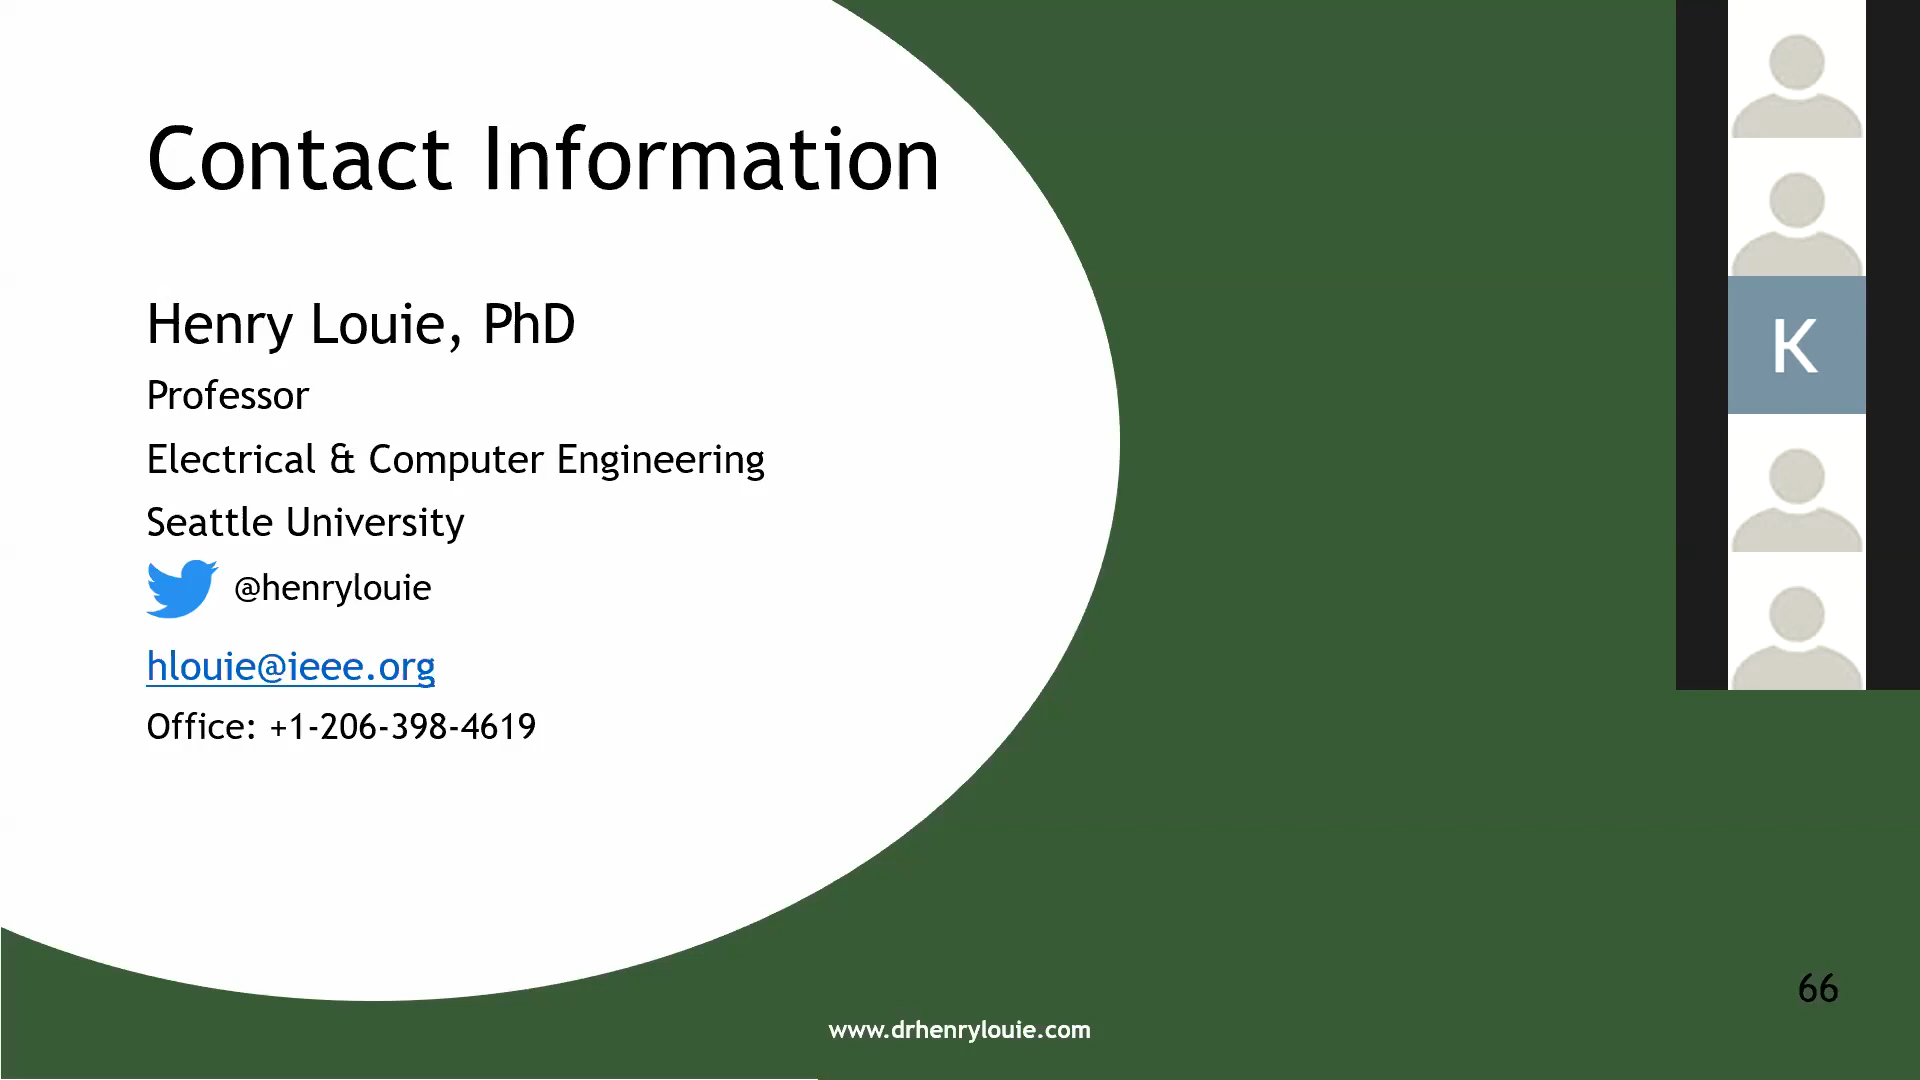 Contact Information
Henry Louie, PhD
Professor
Electrical & Computer Engineering
Seattle University
@henrylouie
hlouie@ieee.org
Office: +1-206-398-4619
K
66
www.drhenrylouie.com